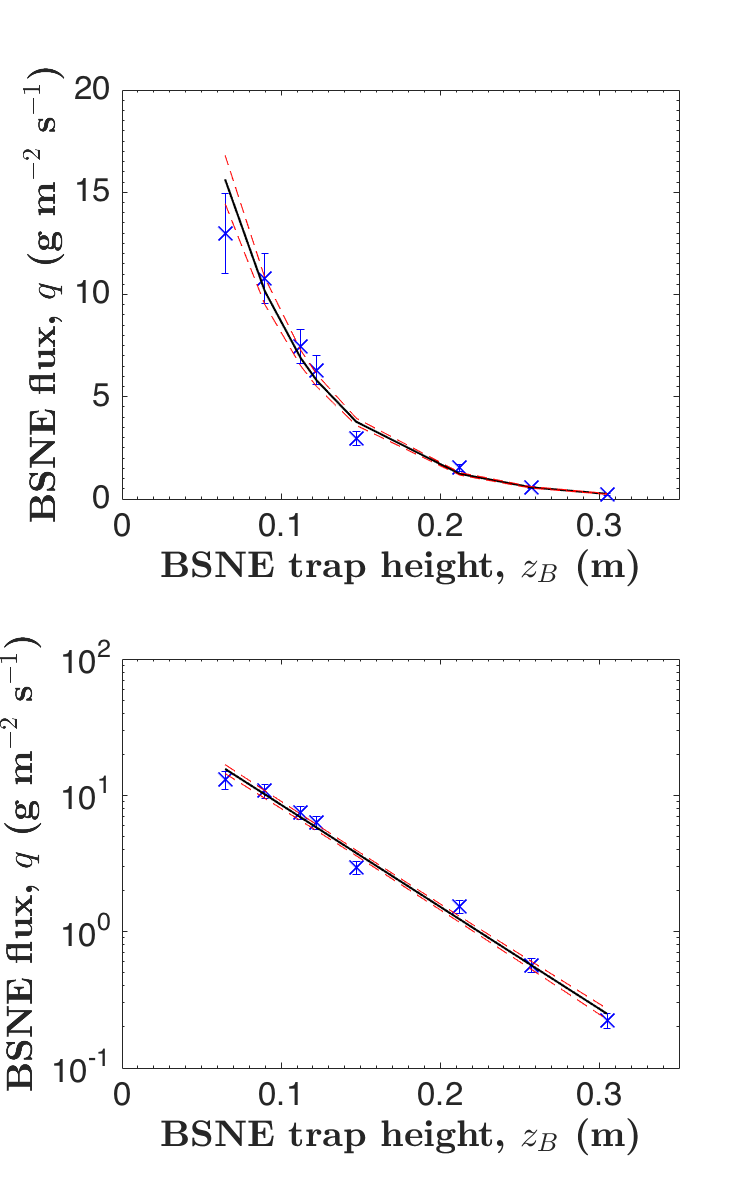 20
15
10
5
0
BSNE flux, q (g m⁻² s⁻¹)
0 0.1 0.2 0.3
BSNE trap height, z_B (m)
10²
10¹
10⁰
10⁻¹
BSNE flux, q (g m⁻² s⁻¹)
0 0.1 0.2 0.3
BSNE trap height, z_B (m)